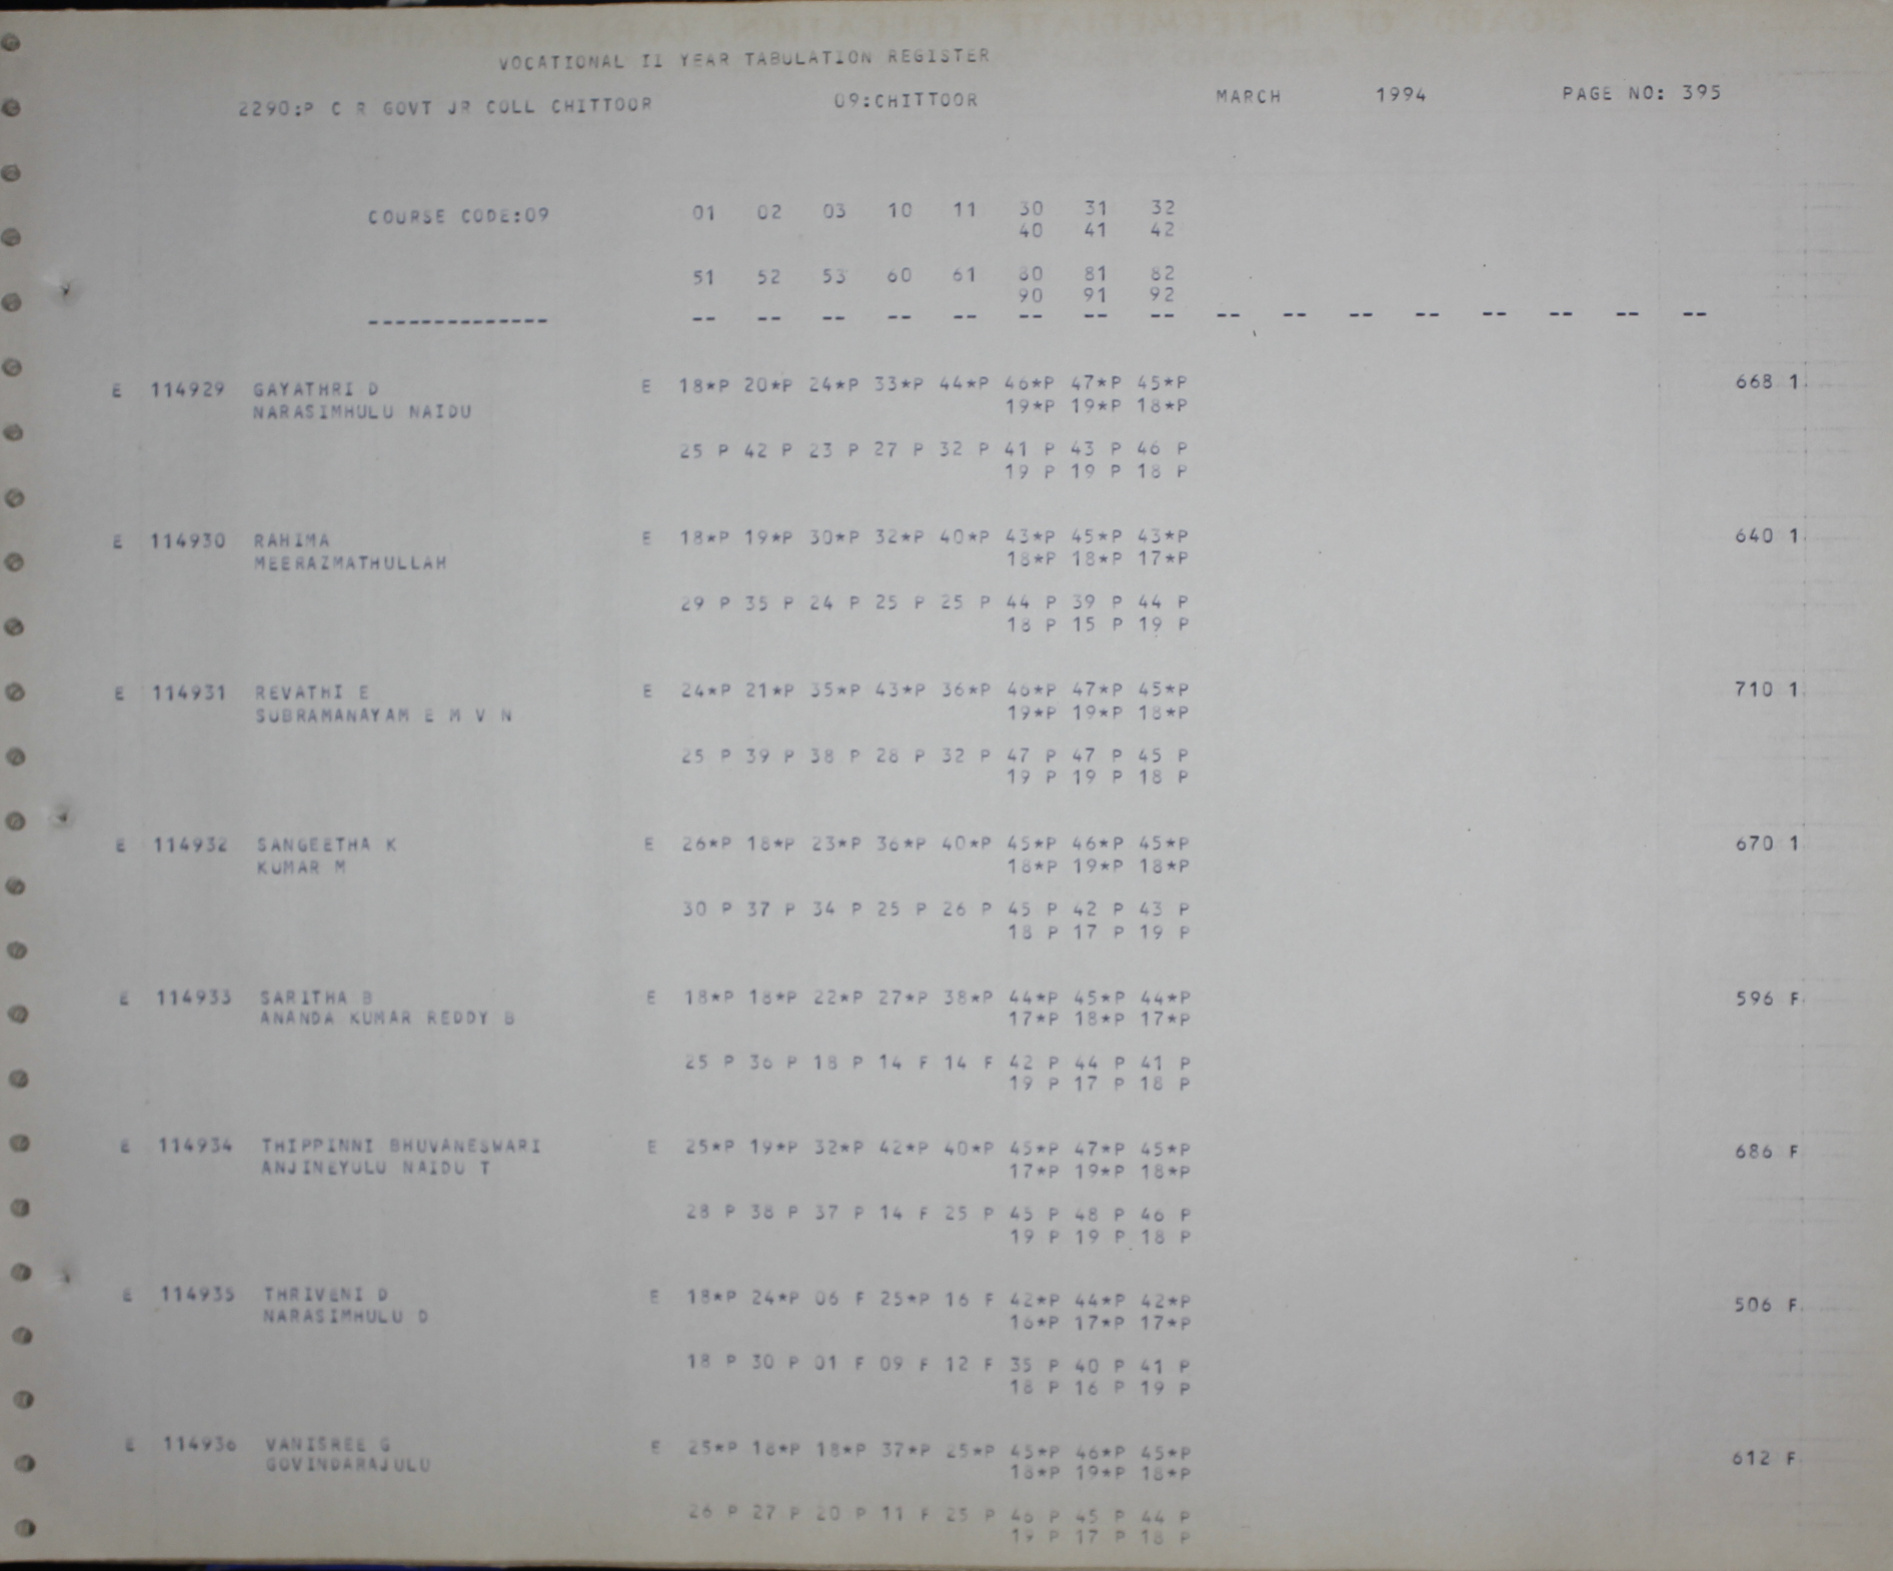 VOCATIONAL II YEAR TABULATION REGISTER
2290:P C R GOVT JR COLL CHITTOOR 09:CHITTOOR MARCH 1994 PAGE NO: 395
COURSE CODE:09 01 02 03 10 11 30 31 32
40 41 42
51 52 53 60 61 80 81 82
90 91 92
-------------- -- -- -- -- -- -- -- -- -- -- -- -- -- -- -- --
E 114929 GAYATHRI D E 18*P 20*P 24*P 33*P 44*P 46*P 47*P 45*P 668 1
NARASIMHULU NAIDU 19*P 19*P 18*P
25 P 42 P 23 P 27 P 32 P 41 P 43 P 46 P
19 P 19 P 18 P
E 114930 RAHIMA E 18*P 19*P 30*P 32*P 40*P 43*P 45*P 43*P 640 1
MEERAZMATHULLAH 18*P 18*P 17*P
29 P 35 P 24 P 25 P 25 P 44 P 39 P 44 P
18 P 15 P 19 P
E 114931 REVATHI E E 24*P 21*P 35*P 43*P 36*P 46*P 47*P 45*P 710 1
SUBRAMANAYAM E M V N 19*P 19*P 18*P
25 P 39 P 38 P 28 P 32 P 47 P 47 P 45 P
19 P 19 P 18 P
E 114932 SANGEETHA K E 26*P 18*P 23*P 36*P 40*P 45*P 46*P 45*P 670 1
KUMAR M 18*P 19*P 18*P
30 P 37 P 34 P 25 P 26 P 45 P 42 P 43 P
18 P 17 P 19 P
E 114933 SARITHA B E 18*P 18*P 22*P 27*P 38*P 44*P 45*P 44*P 596 F
ANANDA KUMAR REDDY B 17*P 18*P 17*P
25 P 36 P 18 P 14 F 14 F 42 P 44 P 41 P
19 P 17 P 18 P
E 114934 THIPPINNI BHUVANESWARI E 25*P 19*P 32*P 42*P 40*P 45*P 47*P 45*P 686 F
ANJINEYULU NAIDU T 17*P 19*P 18*P
28 P 38 P 37 P 14 F 25 P 45 P 48 P 46 P
19 P 19 P 18 P
E 114935 THRIVENI D E 18*P 24*P 06 F 25*P 16 F 42*P 44*P 42*P 506 F
NARASIMHULU D 16*P 17*P 17*P
18 P 30 P 01 F 09 F 12 F 35 P 40 P 41 P
18 P 16 P 19 P
E 114936 VANISREE G E 25*P 18*P 18*P 37*P 25*P 45*P 46*P 45*P 612 F
GOVINDARAJULU 18*P 19*P 18*P
26 P 27 P 20 P 11 F 25 P 46 P 45 P 44 P
19 P 17 P 18 P